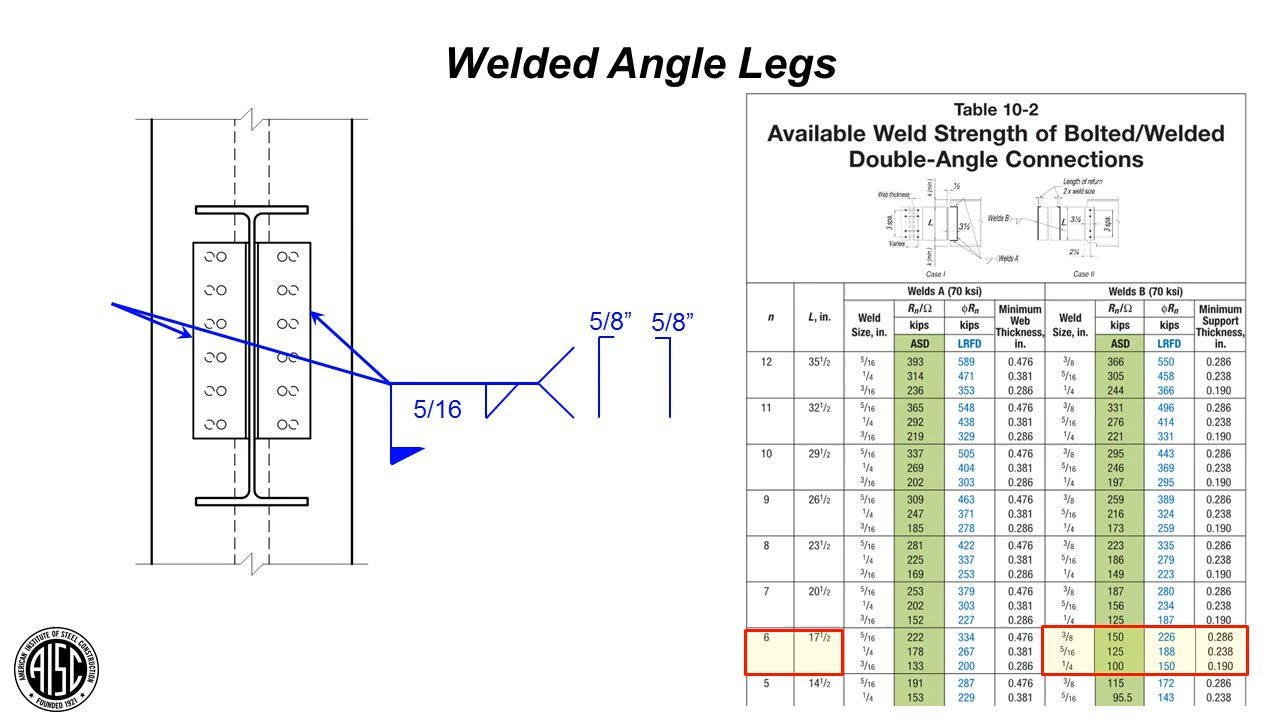 Welded Angle Legs
5/8” 5/8”
5/16
AMERICAN INSTITUTE OF STEEL CONSTRUCTION
AISC
FOUNDED 1921
Table 10-2
Available Weld Strength of Bolted/Welded
Double-Angle Connections
Web thickness
k (min.)
½
L
3 spa.
3½
Varies
k (min.)
Welds A
Case I
Length of return
2 x weld size
Welds B
L
3½
3 spa.
2¼
Case II
n L, in. Welds A (70 ksi) Welds B (70 ksi)
Weld Size, in. Rn/Ω ϕRn Minimum Web Thickness, in. Weld Size, in. Rn/Ω ϕRn Minimum Support Thickness, in.
kips kips kips kips
ASD LRFD ASD LRFD
12 35 1/2 5/16 393 589 0.476 3/8 366 550 0.286
1/4 314 471 0.381 5/16 305 458 0.238
3/16 236 353 0.286 1/4 244 366 0.190
11 32 1/2 5/16 365 548 0.476 3/8 331 496 0.286
1/4 292 438 0.381 5/16 276 414 0.238
3/16 219 329 0.286 1/4 221 331 0.190
10 29 1/2 5/16 337 505 0.476 3/8 295 443 0.286
1/4 269 404 0.381 5/16 246 369 0.238
3/16 202 303 0.286 1/4 197 295 0.190
9 26 1/2 5/16 309 463 0.476 3/8 259 389 0.286
1/4 247 371 0.381 5/16 216 324 0.238
3/16 185 278 0.286 1/4 173 259 0.190
8 23 1/2 5/16 281 422 0.476 3/8 223 335 0.286
1/4 225 337 0.381 5/16 186 279 0.238
3/16 169 253 0.286 1/4 149 223 0.190
7 20 1/2 5/16 253 379 0.476 3/8 187 280 0.286
1/4 202 303 0.381 5/16 156 234 0.238
3/16 152 227 0.286 1/4 125 187 0.190
6 17 1/2 5/16 222 334 0.476 3/8 150 226 0.286
1/4 178 267 0.381 5/16 125 188 0.238
3/16 133 200 0.286 1/4 100 150 0.190
5 14 1/2 5/16 191 287 0.476 3/8 115 172 0.286
1/4 153 229 0.381 5/16 95.5 143 0.238